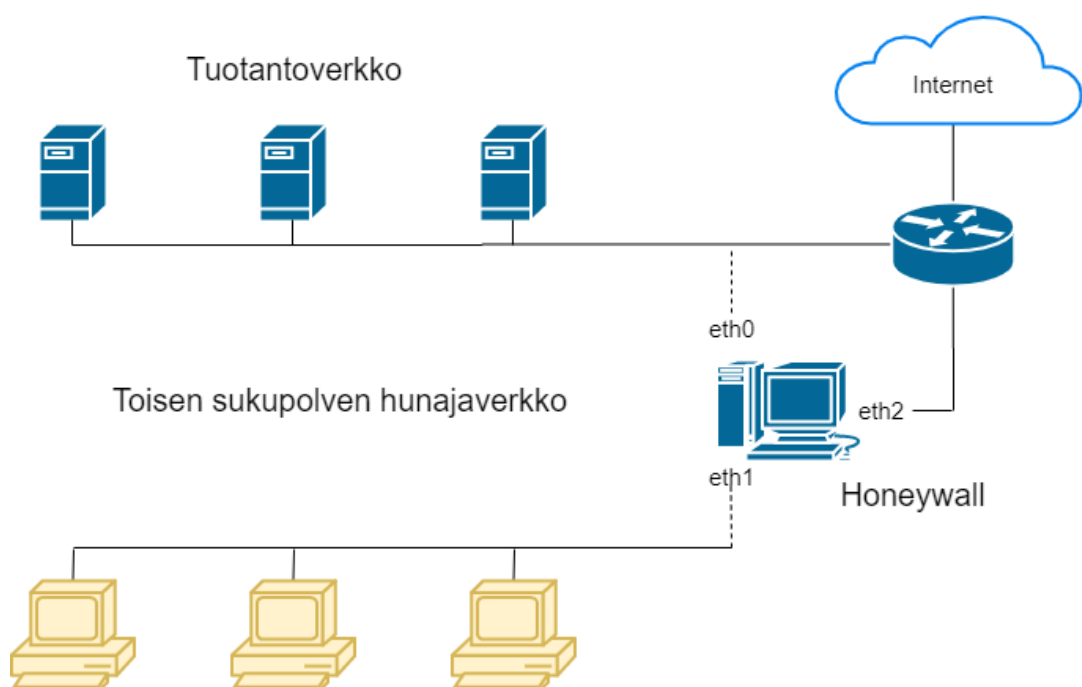 Tuotantoverkko
Internet
eth0
Toisen sukupolven hunajaverkko
eth2
eth1
Honeywall